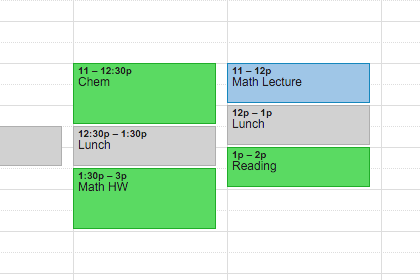 11 – 12:30p
Chem
12:30p – 1:30p
Lunch
1:30p – 3p
Math HW
11 – 12p
Math Lecture
12p – 1p
Lunch
1p – 2p
Reading